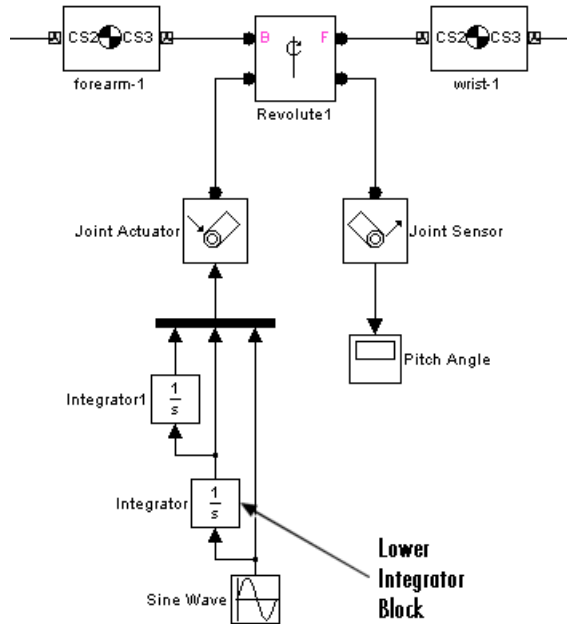 CS2 CS3
forearm-1
B F
Revolute1
CS2 CS3
wrist-1
Joint Actuator
Joint Sensor
Pitch Angle
Integrator1
1
s
Integrator
1
s
Lower
Integrator
Block
Sine Wave